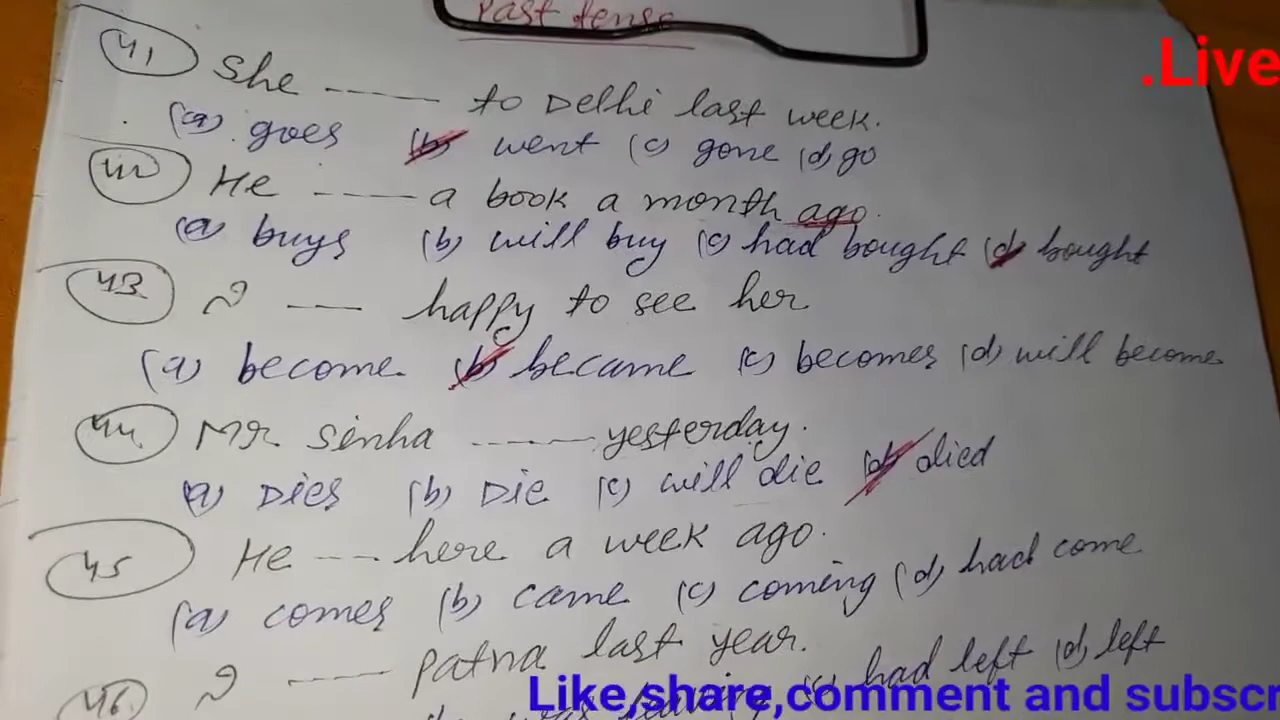 Past tense
.Live
41 She ------ to Delhi last week.
(a) goes (b) went (c) gone (d) go
42 He ------ a book a month ago.
(a) buys (b) will buy (c) had bought (d) bought
43 I ---- happy to see her
(a) become (b) became (c) becomes (d) will become
44. Mr Sinha ------ yesterday.
(a) Dies (b) Die (c) will die (d) died
45 He ---- here a week ago.
(a) comes (b) came (c) coming (d) had come
46. I ----- Patna last year.
was leaving (c) had left (d) left
Like,share,comment and subscr